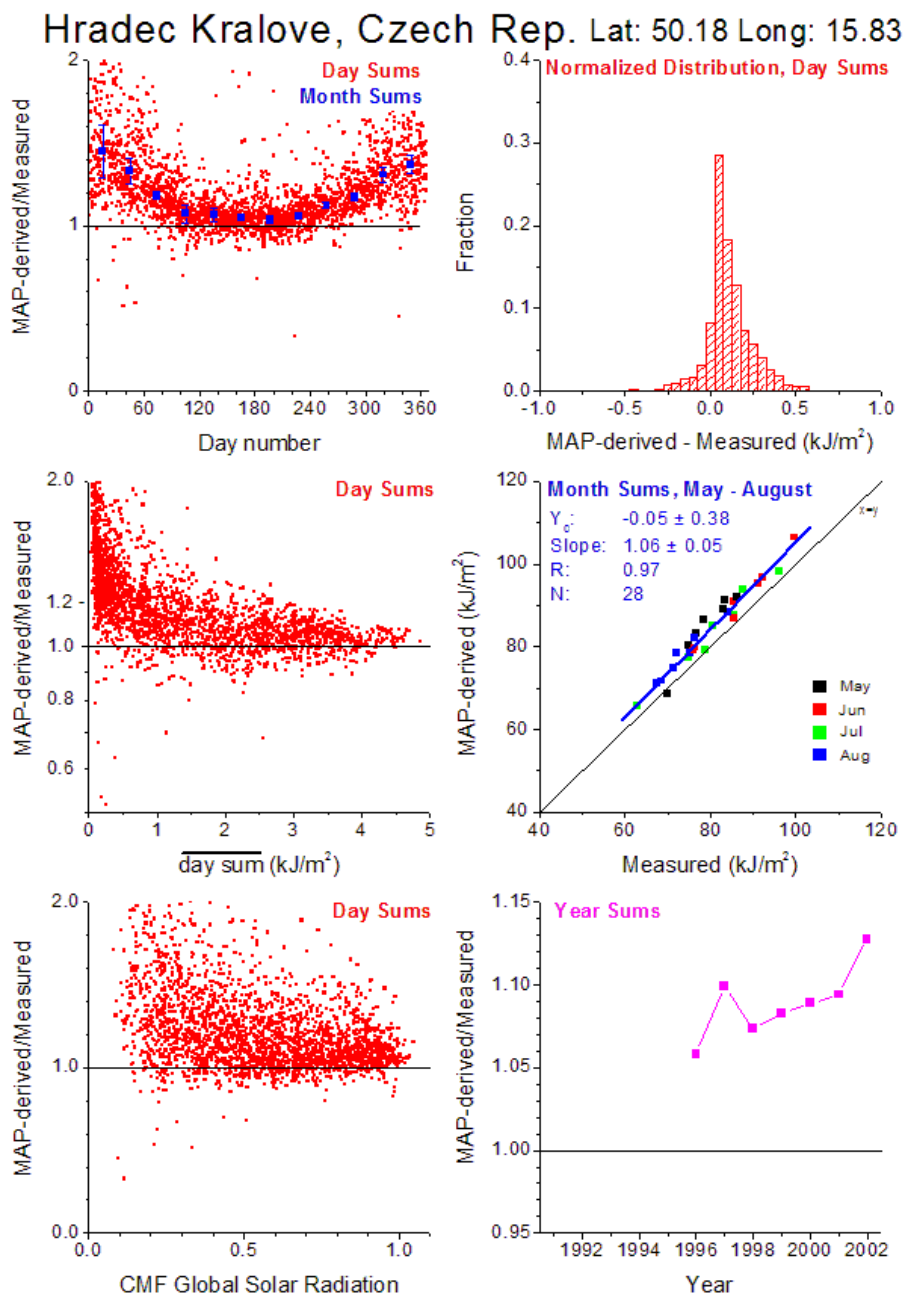 Hradec Kralove, Czech Rep. Lat: 50.18 Long: 15.83
Day Sums
Month Sums
MAP-derived/Measured
2
1
0
0 60 120 180 240 300 360
Day number
Normalized Distribution, Day Sums
Fraction
0.4
0.3
0.2
0.1
0.0
-1.0 -0.5 0.0 0.5 1.0
MAP-derived - Measured (kJ/m²)
Day Sums
MAP-derived/Measured
2.0
1.2
1.0
0.8
0.6
0 1 2 3 4 5
day sum (kJ/m²)
Month Sums, May - August
Y₀: -0.05 ± 0.38
Slope: 1.06 ± 0.05
R: 0.97
N: 28
x=y
MAP-derived (kJ/m²)
120
100
80
60
40
May
Jun
Jul
Aug
40 60 80 100 120
Measured (kJ/m²)
Day Sums
MAP-derived/Measured
2.0
1.0
0.0
0.0 0.5 1.0
CMF Global Solar Radiation
Year Sums
MAP-derived/Measured
1.15
1.10
1.05
1.00
0.95
1992 1994 1996 1998 2000 2002
Year